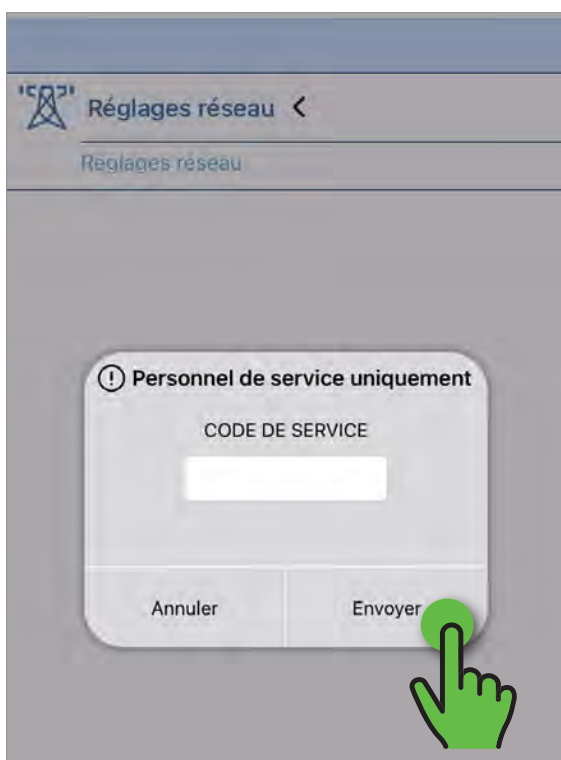 Réglages réseau
Réglages réseau
Personnel de service uniquement
CODE DE SERVICE
Annuler
Envoyer